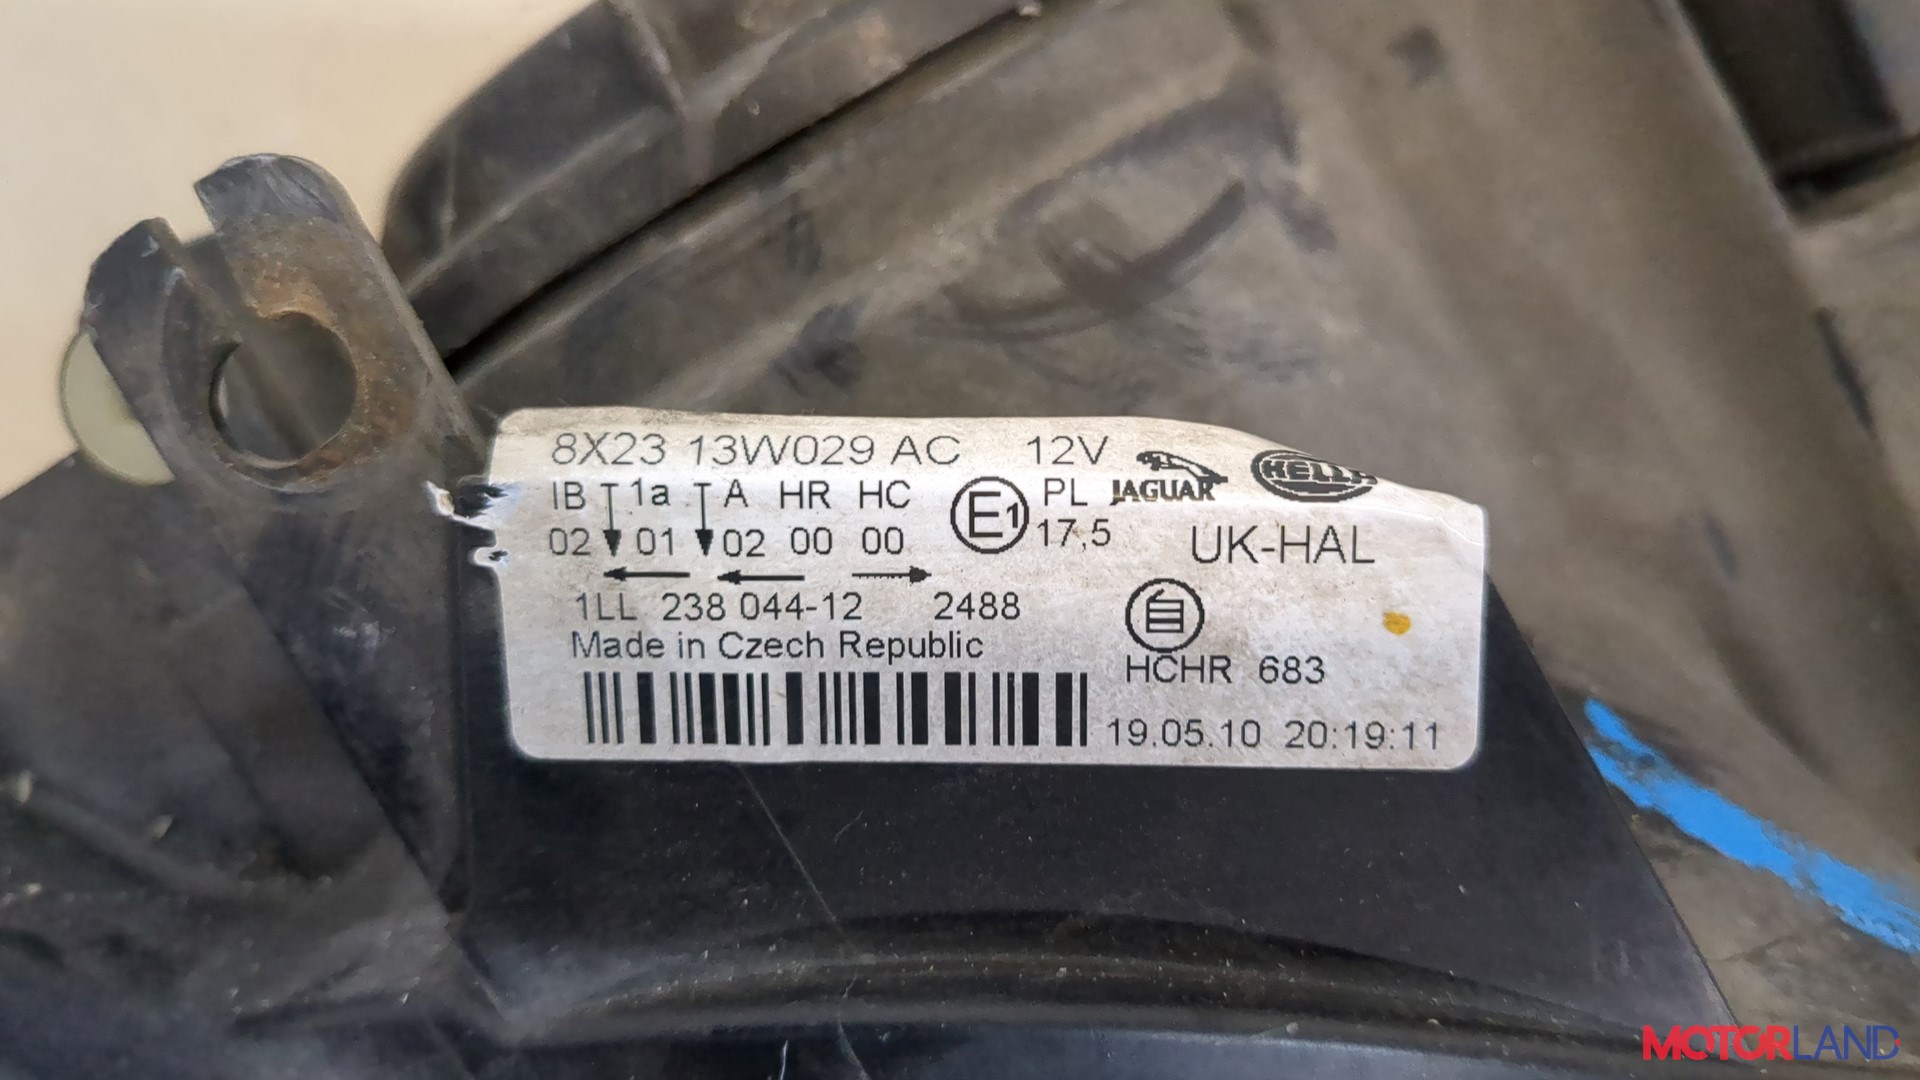 8X23 13W029 AC 12V
JAGUAR
HELLA
IB 1a A HR HC
02 01 02 00 00
E1
PL
17,5
UK-HAL
1LL 238 044-12 2488
Made in Czech Republic
HCHR 683
19.05.10 20:19:11
MOTORLAND